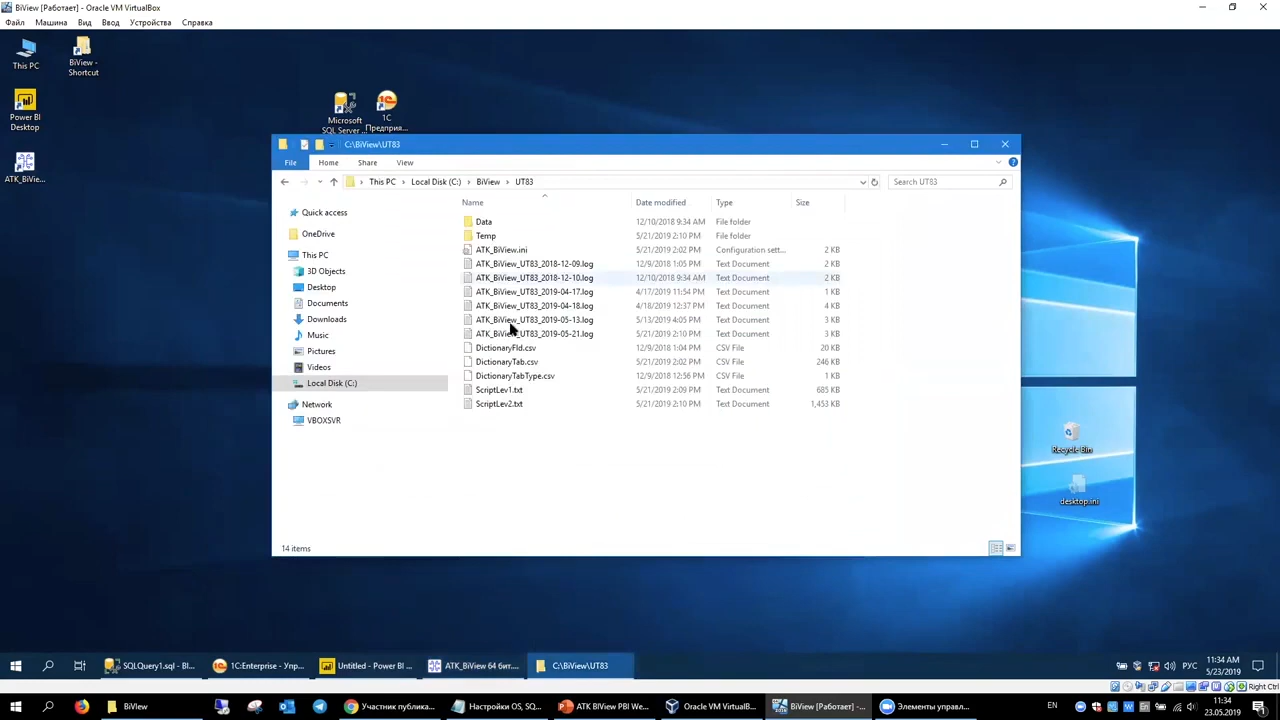 BiView [Работает] - Oracle VM VirtualBox
Файл Машина Вид Ввод Устройства Справка
This PC
BiView - Shortcut
Power BI Desktop
ATK_BiVie...
Microsoft SQL Server ...
1C Предприя...
C:\BiView\UT83
File Home Share View
This PC Local Disk (C:) BiView UT83
Search UT83
Name Date modified Type Size
Quick access
OneDrive
This PC
3D Objects
Desktop
Documents
Downloads
Music
Pictures
Videos
Local Disk (C:)
Network
VBOXSVR
Data 12/10/2018 9:34 AM File folder
Temp 5/21/2019 2:10 PM File folder
ATK_BiView.ini 5/21/2019 2:02 PM Configuration sett... 2 KB
ATK_BiView_UT83_2018-12-09.log 12/9/2018 1:05 PM Text Document 2 KB
ATK_BiView_UT83_2018-12-10.log 12/10/2018 9:34 AM Text Document 2 KB
ATK_BiView_UT83_2019-04-17.log 4/17/2019 11:54 PM Text Document 1 KB
ATK_BiView_UT83_2019-04-18.log 4/18/2019 12:37 PM Text Document 4 KB
ATK_BiView_UT83_2019-05-13.log 5/13/2019 4:05 PM Text Document 3 KB
ATK_BiView_UT83_2019-05-21.log 5/21/2019 2:10 PM Text Document 3 KB
DictionaryFld.csv 12/9/2018 1:04 PM CSV File 20 KB
DictionaryTab.csv 5/21/2019 2:02 PM CSV File 246 KB
DictionaryTabType.csv 12/9/2018 12:56 PM CSV File 1 KB
ScriptLev1.txt 5/21/2019 2:09 PM Text Document 685 KB
ScriptLev2.txt 5/21/2019 2:10 PM Text Document 1,453 KB
14 items
Recycle Bin
desktop.ini
SQLQuery1.sql - BI... 1C:Enterprise - Упр... Untitled - Power BI ... ATK_BiView 64 бит.... C:\BiView\UT83
РУС
11:34 AM
5/23/2019
Right Ctrl
BiView Участник публика... Настройки OS, SQ... ATK BIView PBI We... Oracle VM VirtualB... BiView [Работает] -... Элементы управл...
EN
11:34
23.05.2019